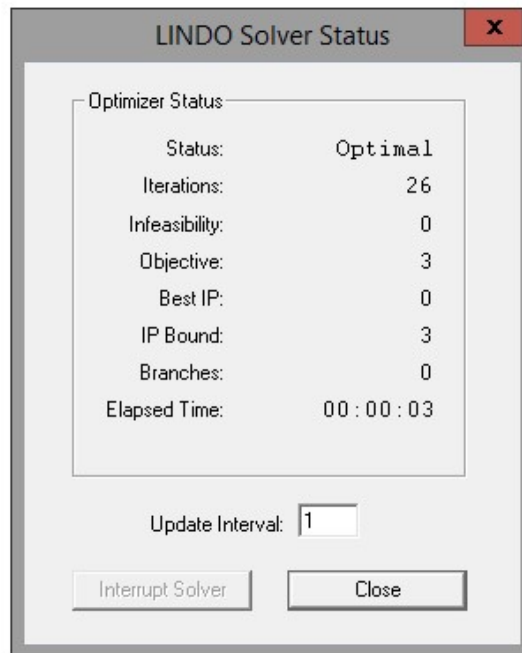 LINDO Solver Status
x
Optimizer Status
Status: Optimal
Iterations: 26
Infeasibility: 0
Objective: 3
Best IP: 0
IP Bound: 3
Branches: 0
Elapsed Time: 00:00:03
Update Interval: 1
Interrupt Solver Close